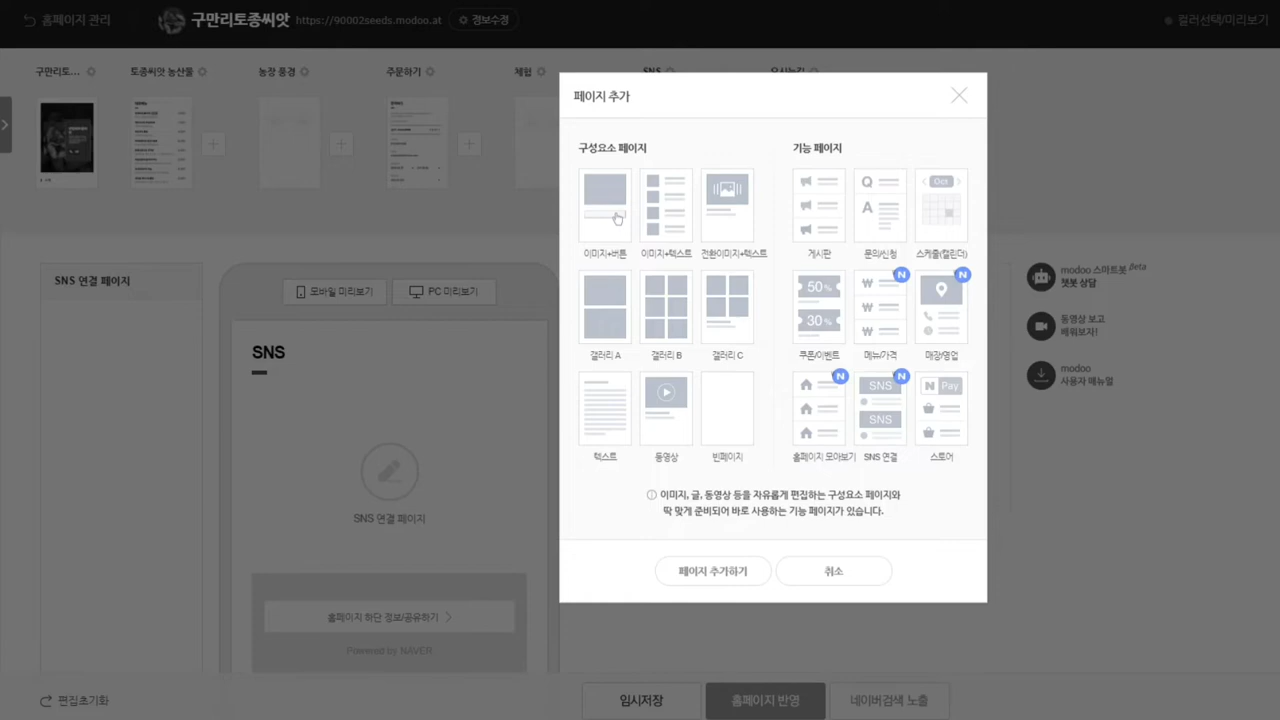 홈페이지 관리
구만리토종씨앗
https://90002seeds.modoo.at
정보수정
컬러선택/미리보기
구만리토...
토종씨앗 농산물
농장 풍경
주문하기
체험
SNS
페이지 추가
구성요소 페이지
기능 페이지
Q
A
Oct
이미지+버튼
이미지+텍스트
전환이미지+텍스트
게시판
문의/신청
스케줄(캘린더)
50%
30%
N
N
갤러리 A
갤러리 B
갤러리 C
쿠폰/이벤트
메뉴/가격
매장/영업
N
N
SNS
SNS
N Pay
텍스트
동영상
빈페이지
홈페이지 모아보기
SNS 연결
스토어
이미지, 글, 동영상 등을 자유롭게 편집하는 구성요소 페이지와
딱 맞게 준비되어 바로 사용하는 기능 페이지가 있습니다.
페이지 추가하기
취소
SNS 연결 페이지
모바일 미리보기
PC 미리보기
SNS
SNS 연결 페이지
홈페이지 하단 정보/공유하기
Powered by NAVER
modoo 스마트봇 Beta
챗봇 상담
동영상 보고
배워보자!
modoo
사용자 매뉴얼
편집초기화
임시저장
홈페이지 반영
네이버검색 노출